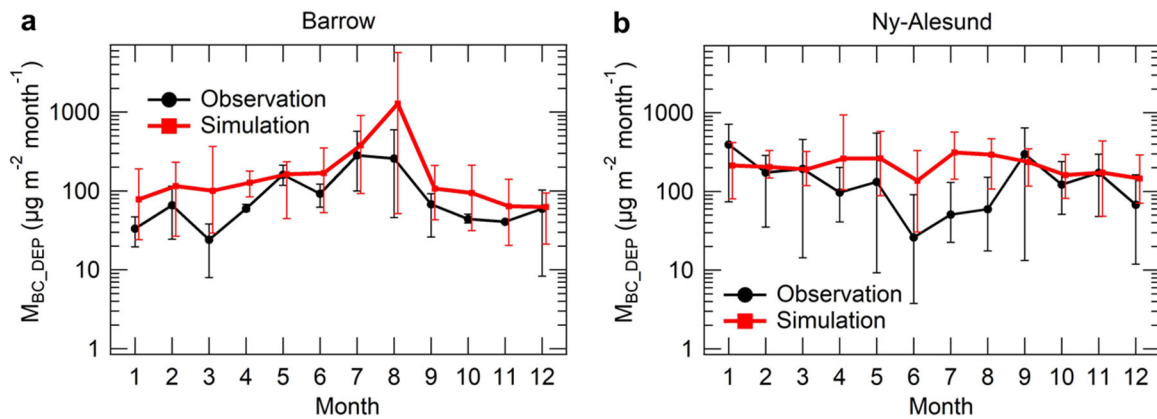 a
Barrow
M_BC_DEP (µg m⁻² month⁻¹)
1000
100
10
1
Observation
Simulation
1 2 3 4 5 6 7 8 9 10 11 12
Month
b
Ny-Alesund
M_BC_DEP (µg m⁻² month⁻¹)
1000
100
10
1
Observation
Simulation
1 2 3 4 5 6 7 8 9 10 11 12
Month